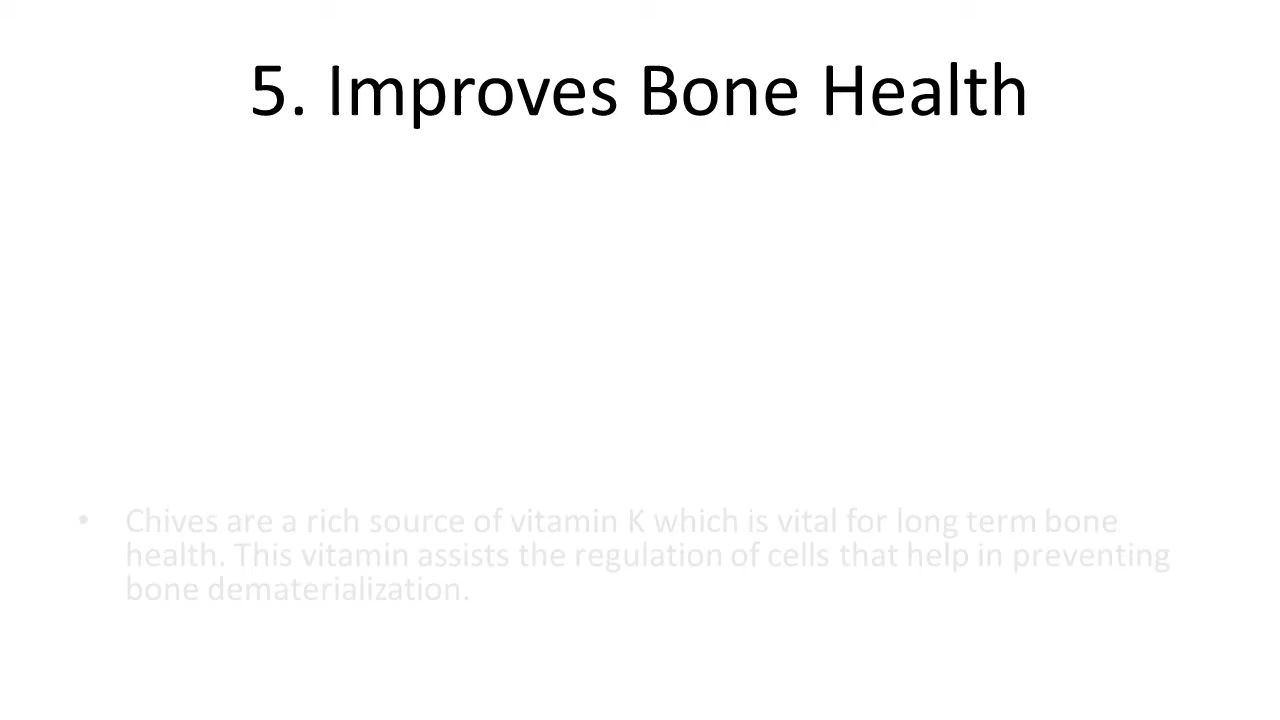 5. Improves Bone Health
• Chives are a rich source of vitamin K which is vital for long term bone
health. This vitamin assists the regulation of cells that help in preventing
bone dematerialization.